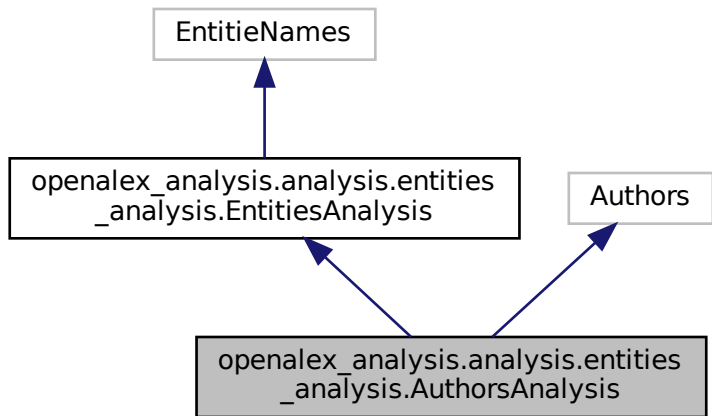 EntitieNames
openalex_analysis.analysis.entities
_analysis.EntitiesAnalysis
Authors
openalex_analysis.analysis.entities
_analysis.AuthorsAnalysis